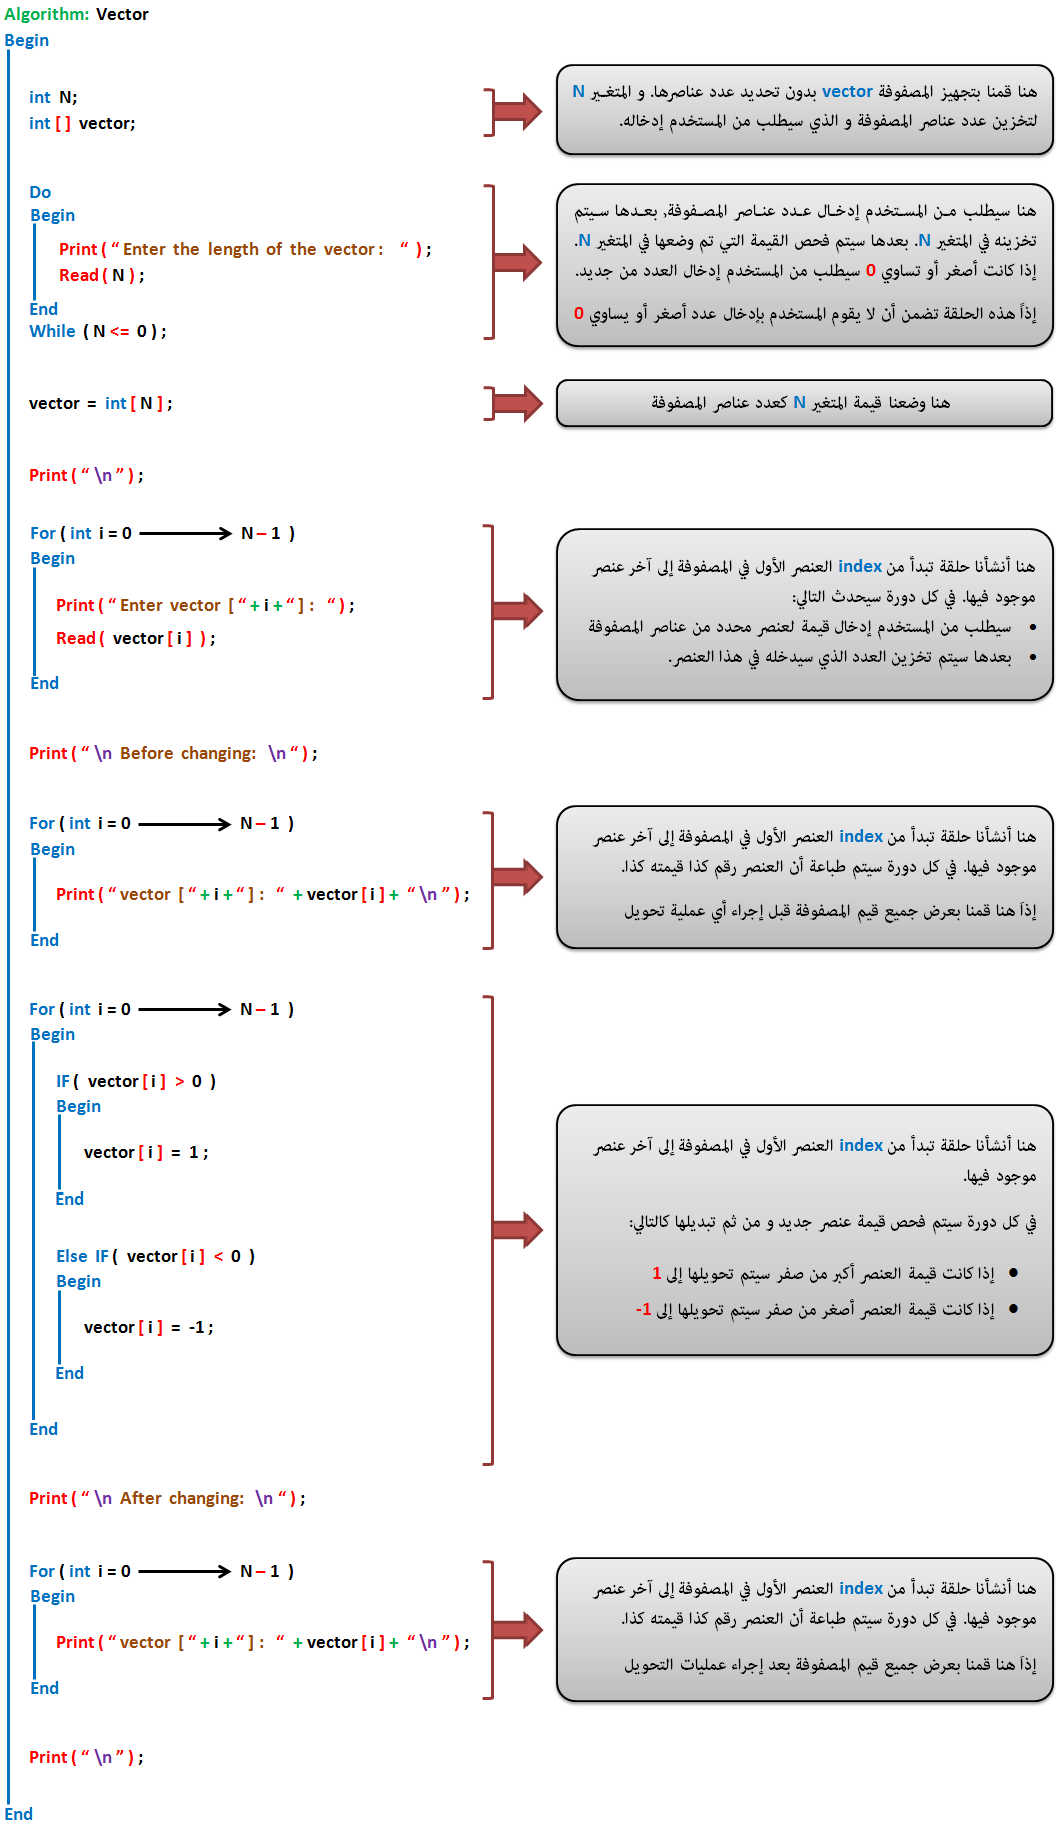 Algorithm: Vector
Begin
int N;
int [ ] vector;
هنا قمنا بتجهيز المصفوفة vector بدون تحديد عدد عناصرها. و المتغير N
لتخزين عدد عناصر المصفوفة و الذي سيطلب من المستخدم إدخاله.
Do
Begin
Print ( “ Enter the length of the vector : “ ) ;
Read ( N ) ;
End
While ( N <= 0 ) ;
هنا سيطلب من المستخدم إدخال عدد عناصر المصفوفة, بعدها سيتم
تخزينه في المتغير N. بعدها سيتم فحص القيمة التي تم وضعها في المتغير N.
إذا كانت أصغر أو تساوي 0 سيطلب من المستخدم إدخال العدد من جديد.
إذاً هذه الحلقة تضمن أن لا يقوم المستخدم بإدخال عدد أصغر أو يساوي 0
vector = int [ N ] ;
هنا وضعنا قيمة المتغير N كعدد عناصر المصفوفة
Print ( “ \n ” ) ;
For ( int i = 0 ⟶ N – 1 )
Begin
Print ( “ Enter vector [ “ + i + “ ] : “ ) ;
Read ( vector [ i ] ) ;
End
هنا أنشأنا حلقة تبدأ من index العنصر الأول في المصفوفة إلى آخر عنصر
موجود فيها. في كل دورة سيحدث التالي:
• سيطلب من المستخدم إدخال قيمة لعنصر محدد من عناصر المصفوفة
• بعدها سيتم تخزين العدد الذي سيدخله في هذا العنصر.
Print ( “ \n Before changing: \n “ ) ;
For ( int i = 0 ⟶ N – 1 )
Begin
Print ( “ vector [ “ + i + “ ] : “ + vector [ i ] + “ \n ” ) ;
End
هنا أنشأنا حلقة تبدأ من index العنصر الأول في المصفوفة إلى آخر عنصر
موجود فيها. في كل دورة سيتم طباعة أن العنصر رقم كذا قيمته كذا.
إذاَ هنا قمنا بعرض جميع قيم المصفوفة قبل إجراء أي عملية تحويل
For ( int i = 0 ⟶ N – 1 )
Begin
IF ( vector [ i ] > 0 )
Begin
vector [ i ] = 1 ;
End
Else IF ( vector [ i ] < 0 )
Begin
vector [ i ] = -1 ;
End
End
هنا أنشأنا حلقة تبدأ من index العنصر الأول في المصفوفة إلى آخر عنصر
موجود فيها.
في كل دورة سيتم فحص قيمة عنصر جديد و من ثم تبديلها كالتالي:
• إذا كانت قيمة العنصر أكبر من صفر سيتم تحويلها إلى 1
• إذا كانت قيمة العنصر أصغر من صفر سيتم تحويلها إلى 1-
Print ( “ \n After changing: \n “ ) ;
For ( int i = 0 ⟶ N – 1 )
Begin
Print ( “ vector [ “ + i + “ ] : “ + vector [ i ] + “ \n ” ) ;
End
هنا أنشأنا حلقة تبدأ من index العنصر الأول في المصفوفة إلى آخر عنصر
موجود فيها. في كل دورة سيتم طباعة أن العنصر رقم كذا قيمته كذا.
إذاَ هنا قمنا بعرض جميع قيم المصفوفة بعد إجراء عمليات التحويل
Print ( “ \n ” ) ;
End